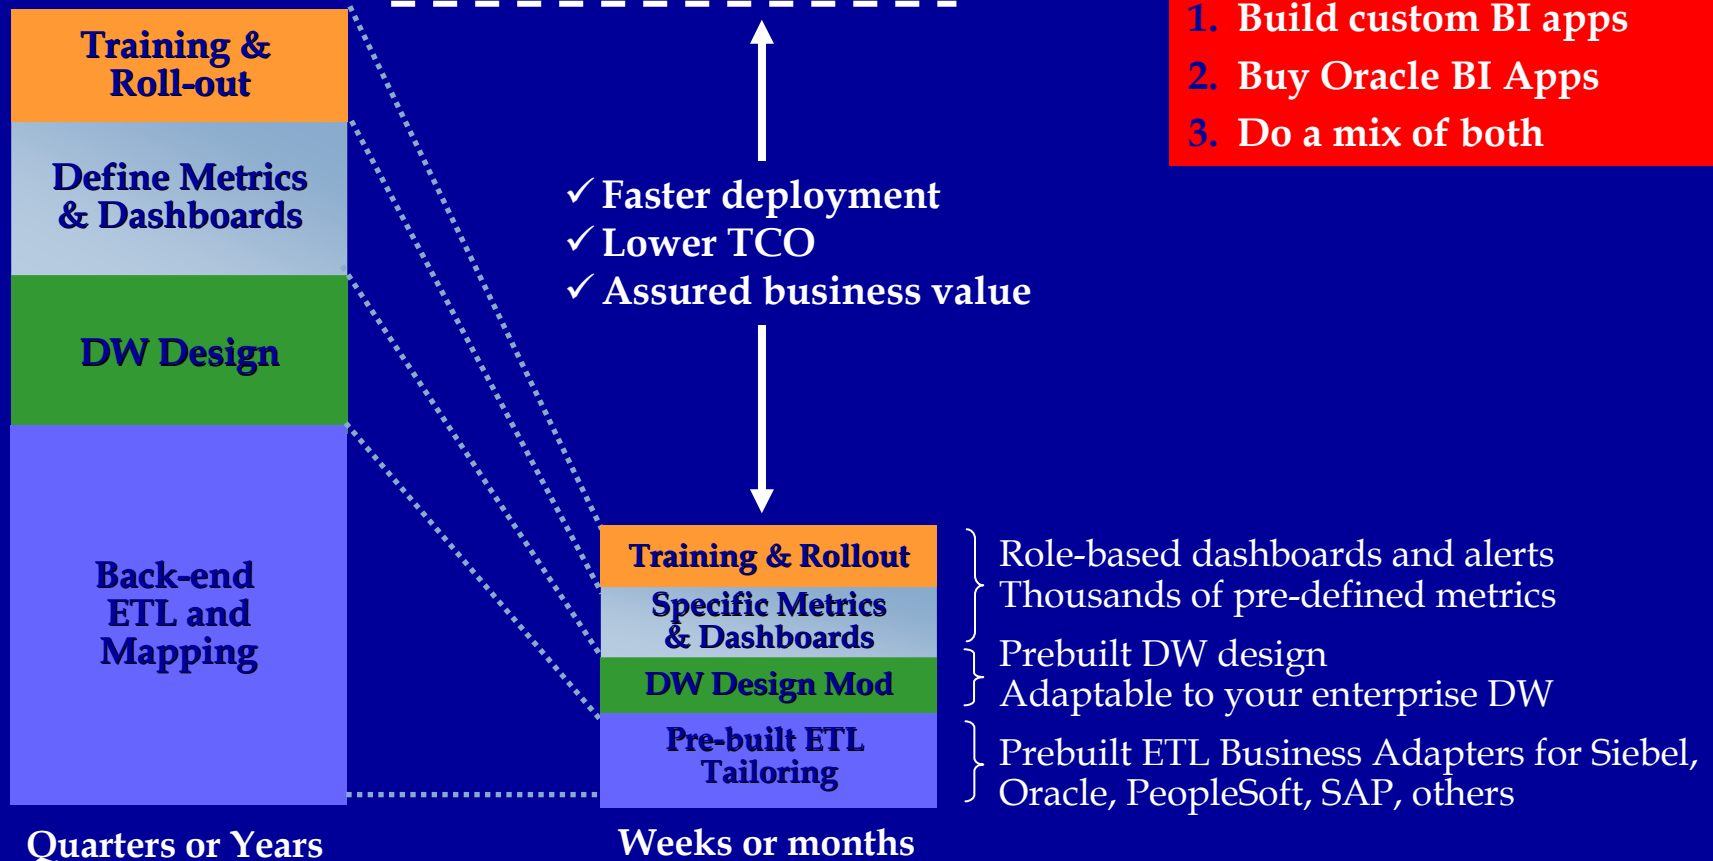 Training &
Roll-out
Define Metrics
& Dashboards
DW Design
Back-end
ETL and
Mapping
Quarters or Years
✓ Faster deployment
✓ Lower TCO
✓ Assured business value
Training & Rollout
Specific Metrics
& Dashboards
DW Design Mod
Pre-built ETL
Tailoring
Weeks or months
1. Build custom BI apps
2. Buy Oracle BI Apps
3. Do a mix of both
Role-based dashboards and alerts
Thousands of pre-defined metrics
Prebuilt DW design
Adaptable to your enterprise DW
Prebuilt ETL Business Adapters for Siebel,
Oracle, PeopleSoft, SAP, others